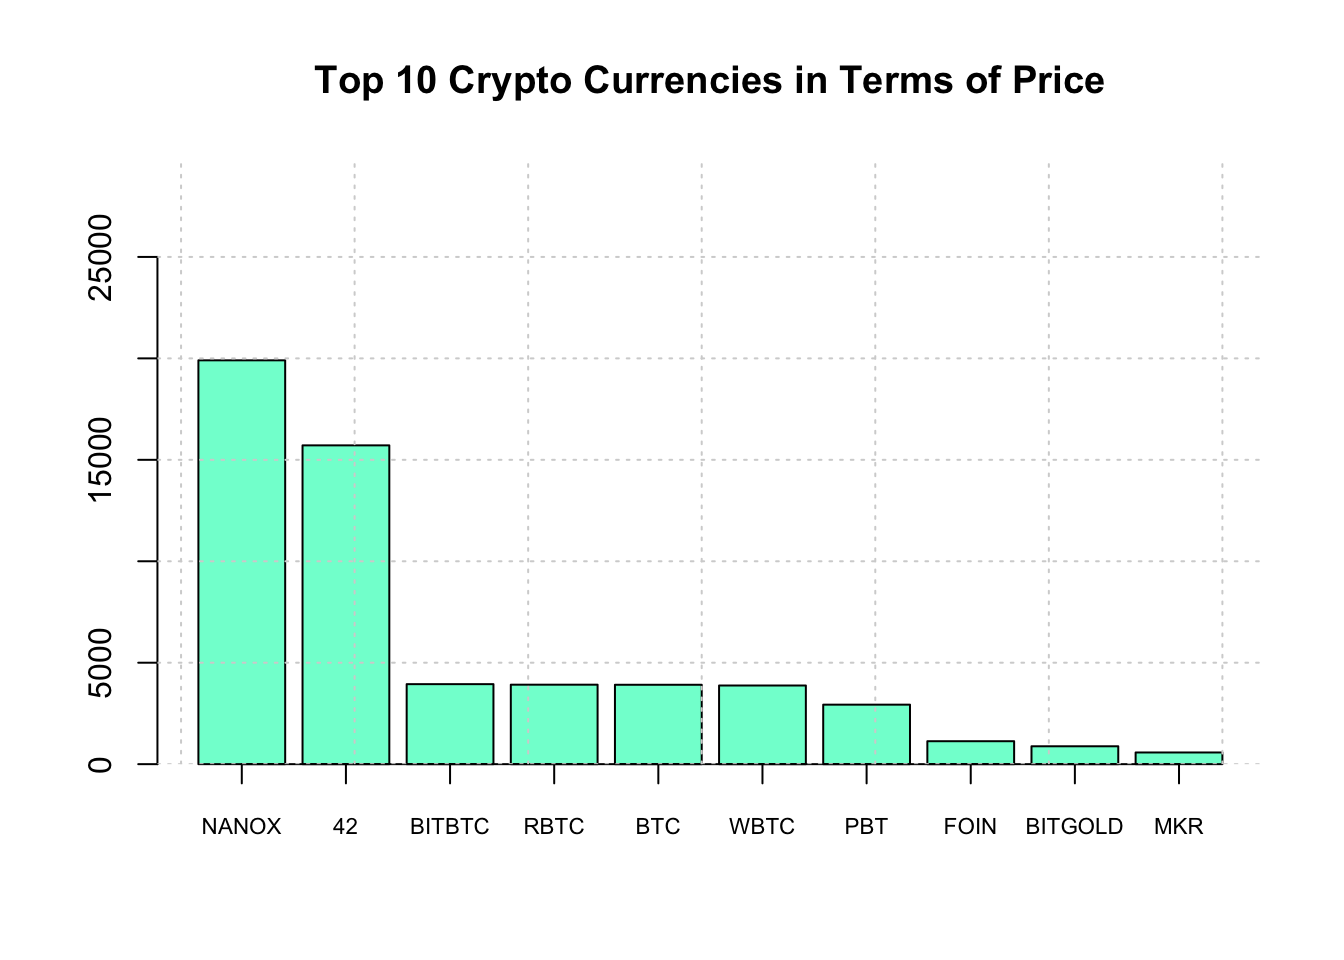 Top 10 Crypto Currencies in Terms of Price
25000
15000
5000
0
NANOX 42 BITBTC RBTC BTC WBTC PBT FOIN BITGOLD MKR